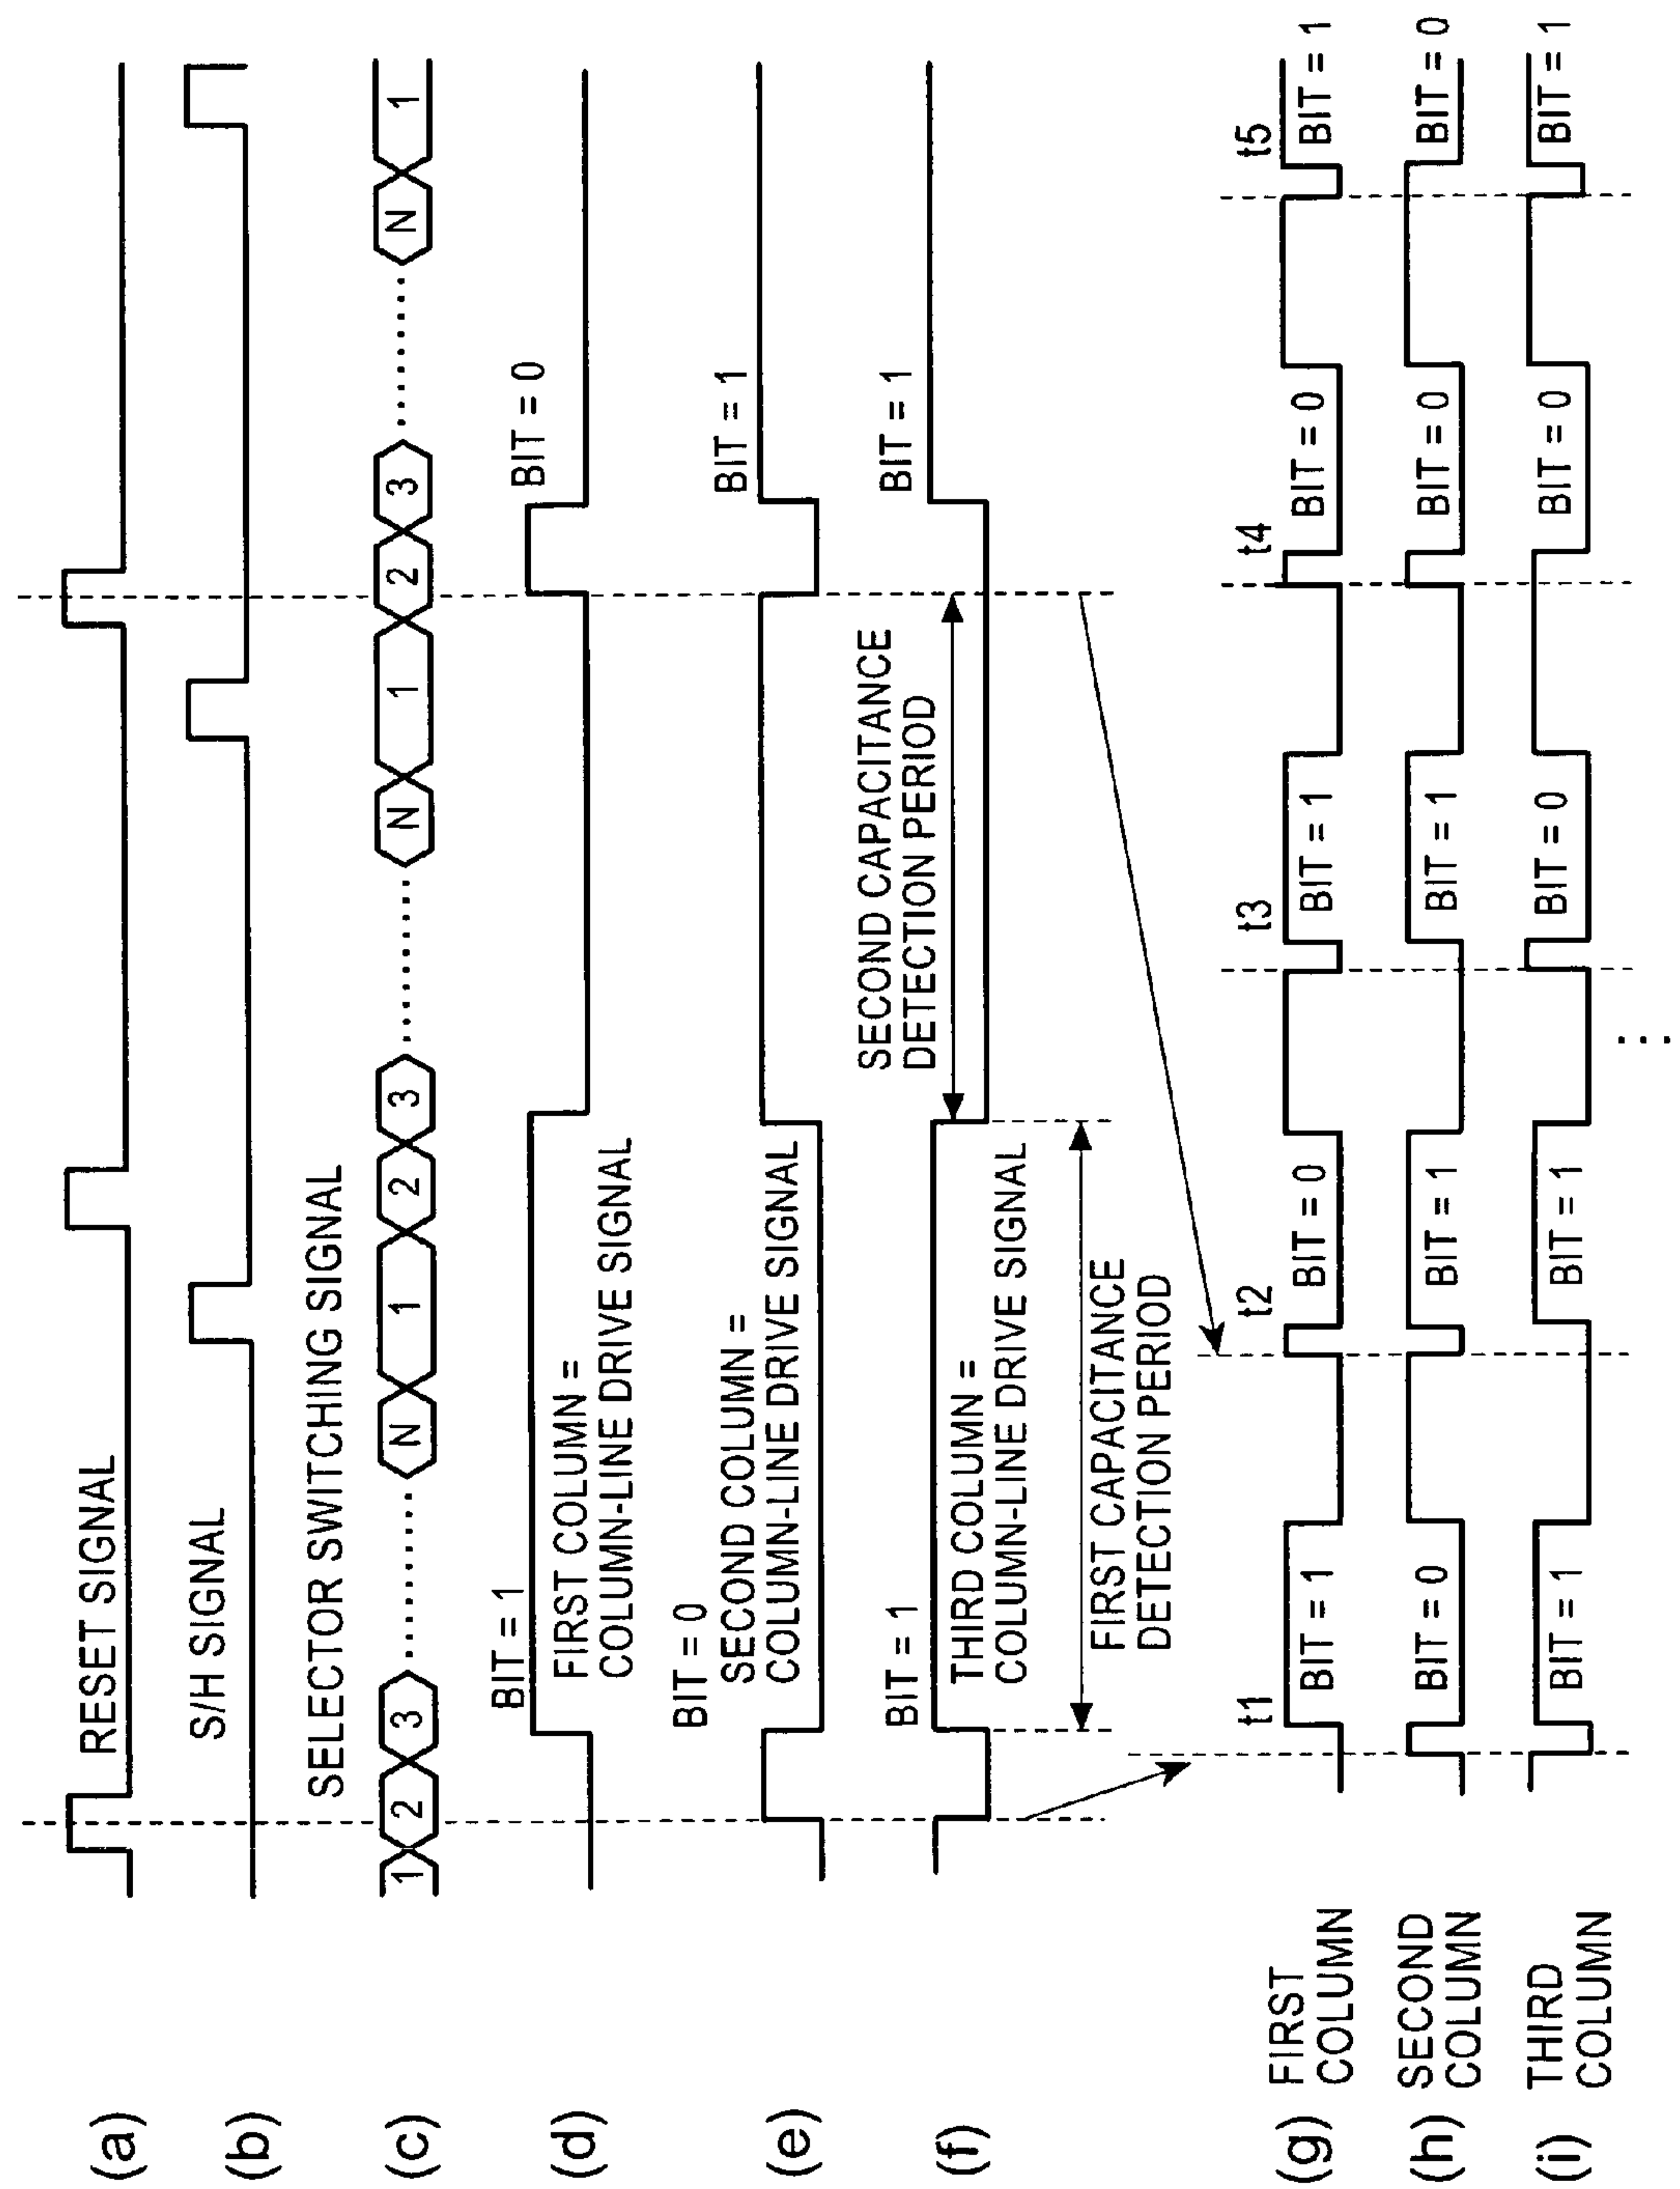 (a)
RESET SIGNAL
(b)
S/H SIGNAL
SELECTOR SWITCHING SIGNAL
(c)
1 2 3 ........ N 1 2 3 ........ N 1 2 3 ........ N 1
(d)
BIT = 1
FIRST COLUMN =
COLUMN-LINE DRIVE SIGNAL
BIT = 0
(e)
BIT = 0
SECOND COLUMN =
COLUMN-LINE DRIVE SIGNAL
BIT = 1
(f)
BIT = 1
THIRD COLUMN =
COLUMN-LINE DRIVE SIGNAL
BIT = 1
SECOND CAPACITANCE
DETECTION PERIOD
FIRST CAPACITANCE
DETECTION PERIOD
t1 t2 t3 t4 t5
(g) FIRST
COLUMN
BIT = 1 BIT = 0 BIT = 1 BIT = 0 BIT = 1
(h) SECOND
COLUMN
BIT = 0 BIT = 1 BIT = 1 BIT = 0 BIT = 0
(i) THIRD
COLUMN
BIT = 1 BIT = 1 BIT = 0 BIT = 0 BIT = 1
...